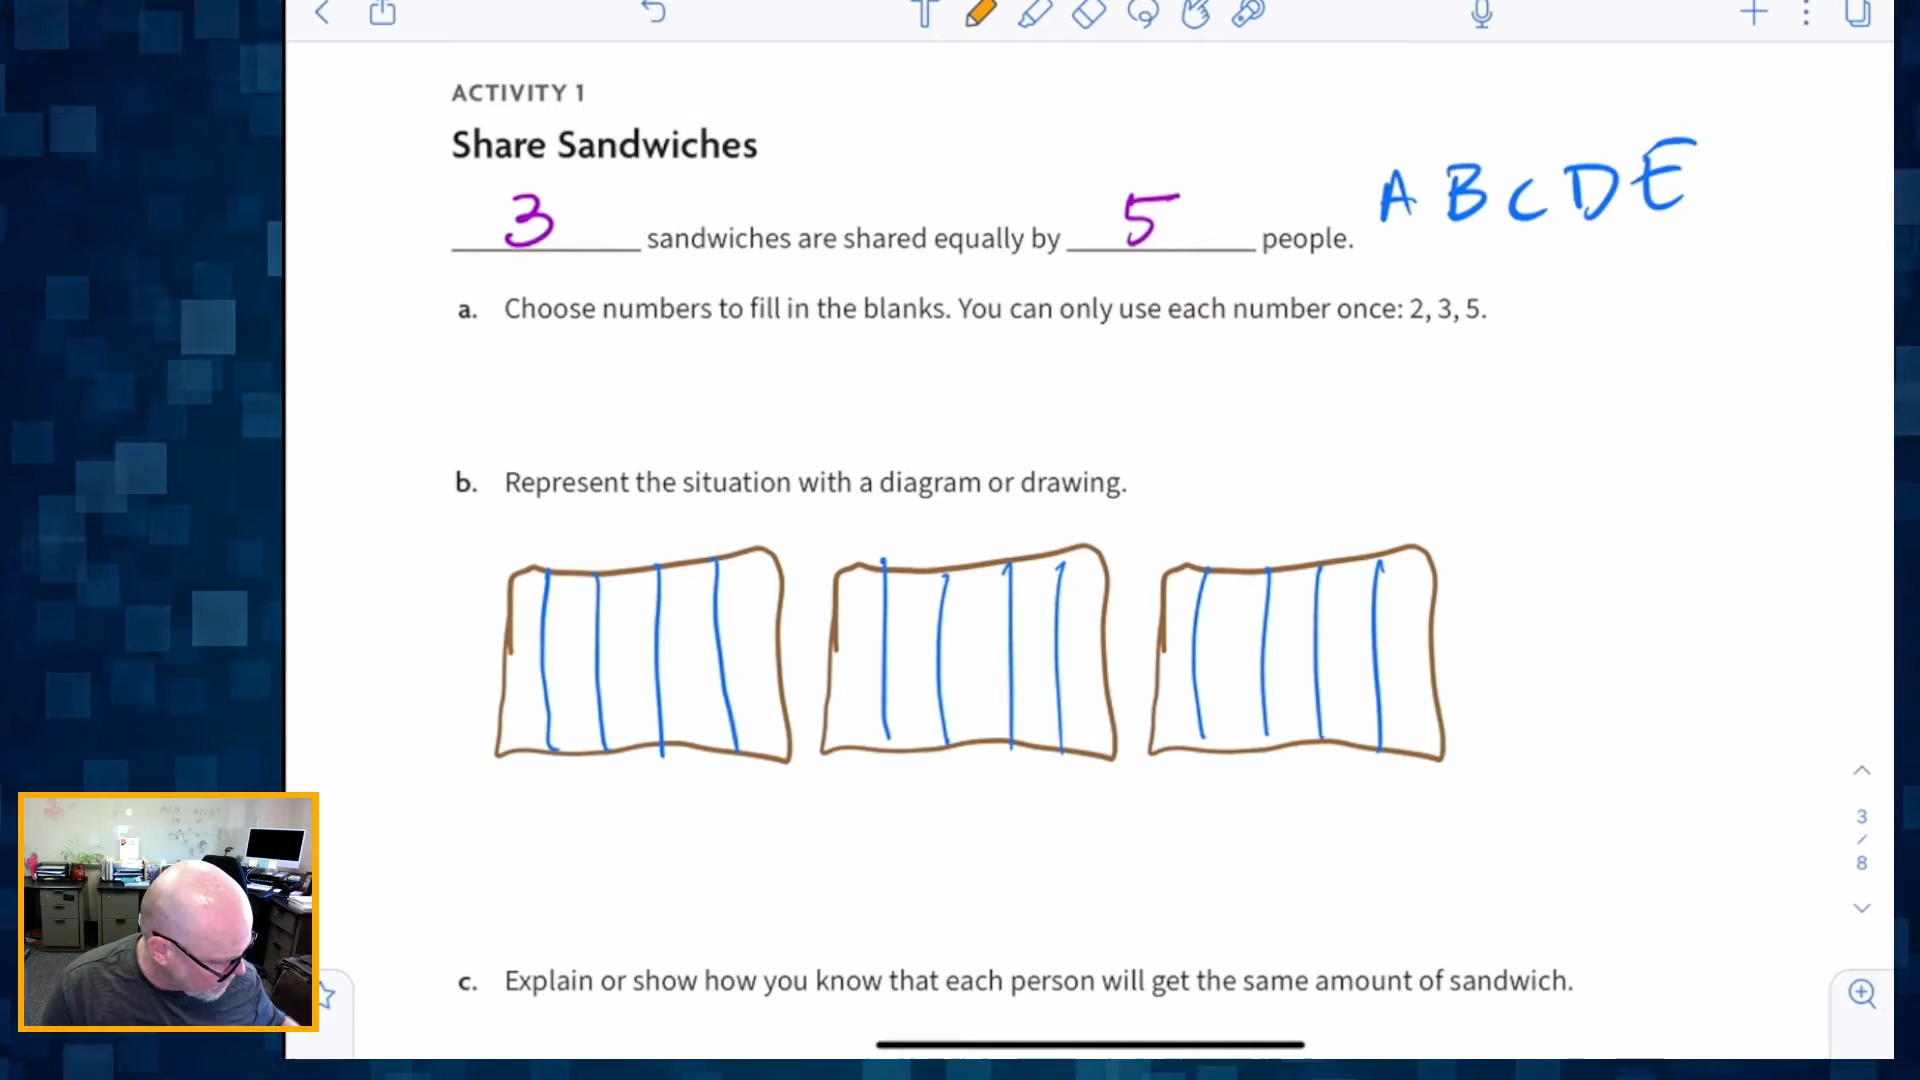 ACTIVITY 1
Share Sandwiches
A B C D E
3 sandwiches are shared equally by 5 people.
a. Choose numbers to fill in the blanks. You can only use each number once: 2, 3, 5.
b. Represent the situation with a diagram or drawing.
3
/
8
c. Explain or show how you know that each person will get the same amount of sandwich.